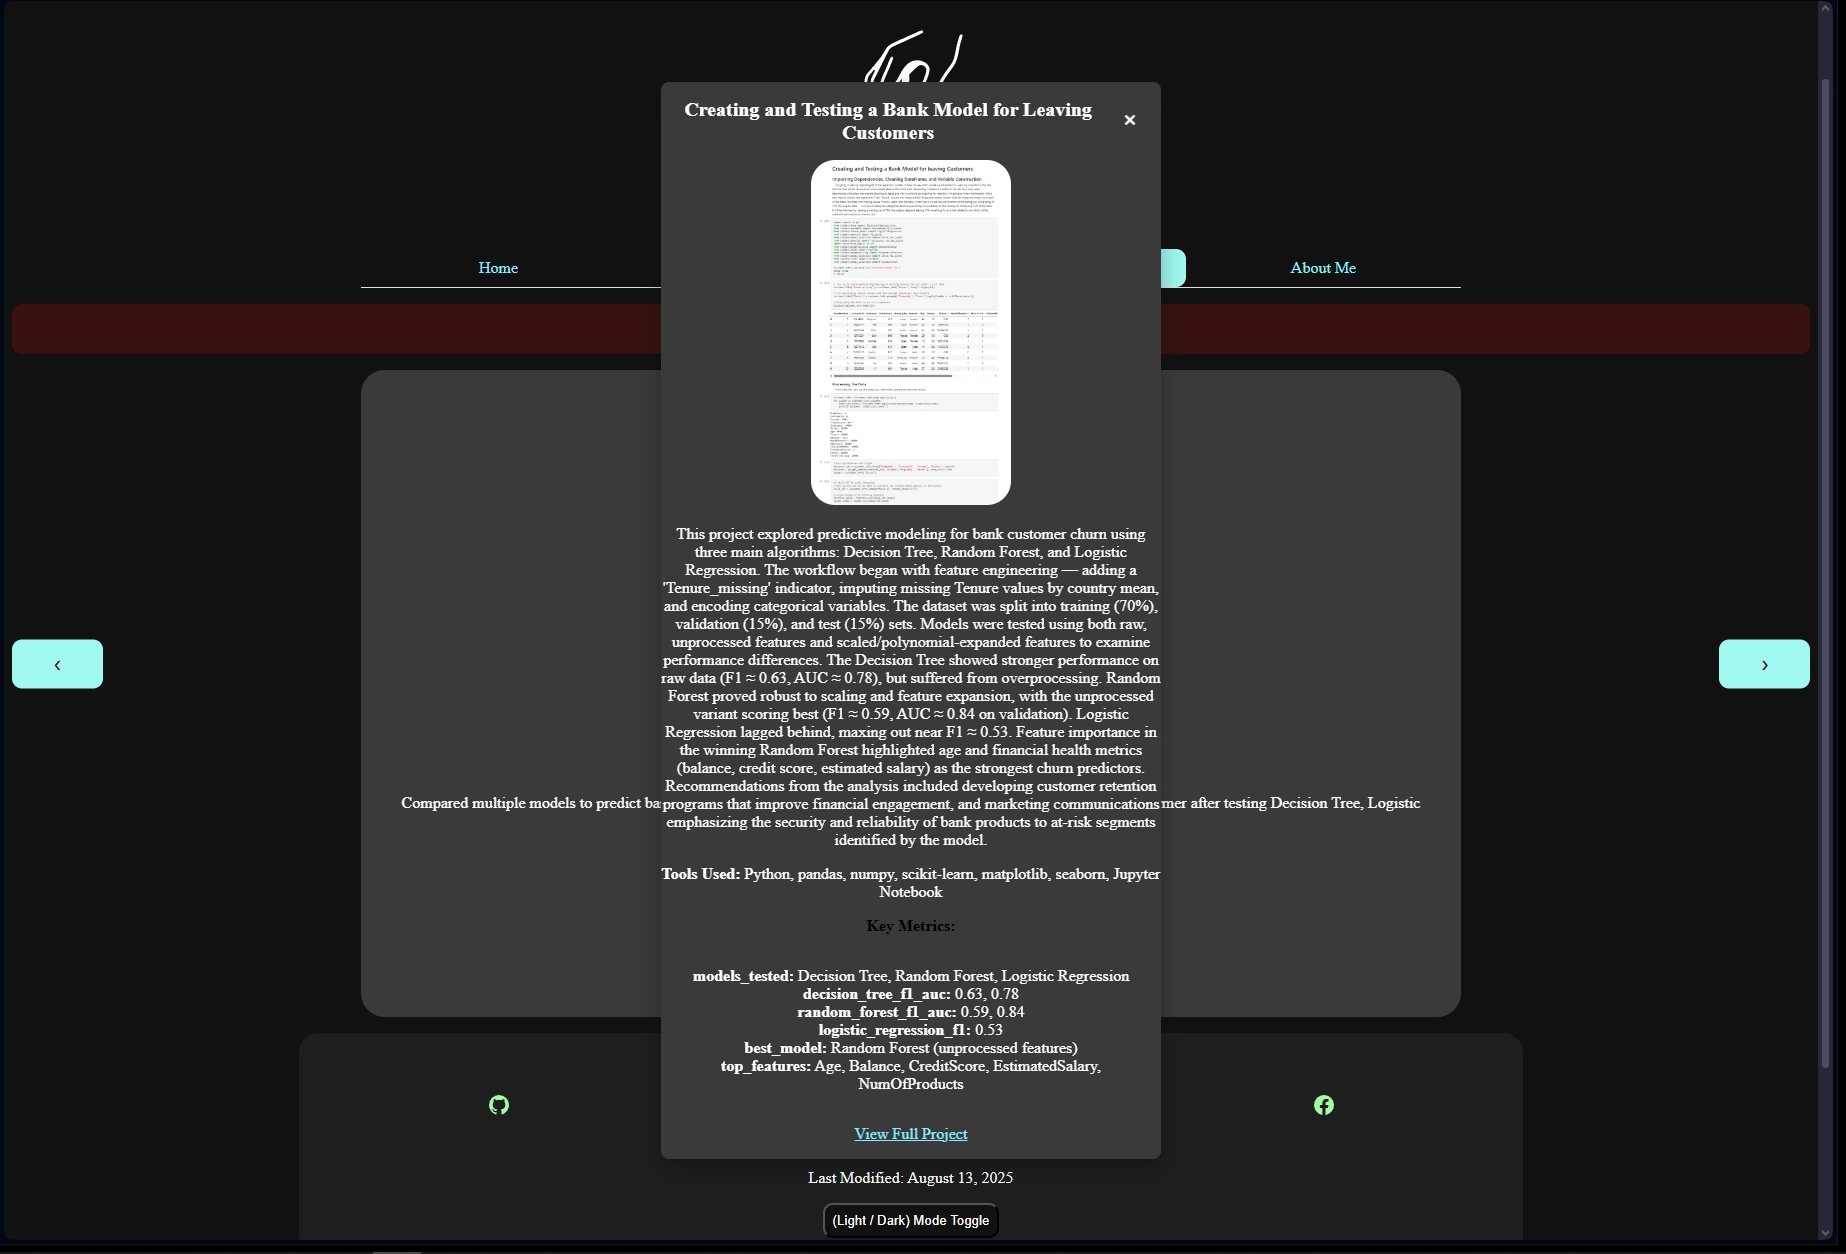 Creating and Testing a Bank Model for Leaving
Customers
×
Creating and Testing a Bank Model for leaving Customers
Importing Dependencies, Cleaning DataFrame, and Variable Construction
Processing the Data
Home
About Me
‹
›
This project explored predictive modeling for bank customer churn using
three main algorithms: Decision Tree, Random Forest, and Logistic
Regression. The workflow began with feature engineering — adding a
'Tenure_missing' indicator, imputing missing Tenure values by country mean,
and encoding categorical variables. The dataset was split into training (70%),
validation (15%), and test (15%) sets. Models were tested using both raw,
unprocessed features and scaled/polynomial-expanded features to examine
performance differences. The Decision Tree showed stronger performance on
raw data (F1 ≈ 0.63, AUC ≈ 0.78), but suffered from overprocessing. Random
Forest proved robust to scaling and feature expansion, with the unprocessed
variant scoring best (F1 ≈ 0.59, AUC ≈ 0.84 on validation). Logistic
Regression lagged behind, maxing out near F1 ≈ 0.53. Feature importance in
the winning Random Forest highlighted age and financial health metrics
(balance, credit score, estimated salary) as the strongest churn predictors.
Recommendations from the analysis included developing customer retention
programs that improve financial engagement, and marketing communications
emphasizing the security and reliability of bank products to at-risk segments
identified by the model.
Compared multiple models to predict ba
mer after testing Decision Tree, Logistic
Tools Used: Python, pandas, numpy, scikit-learn, matplotlib, seaborn, Jupyter
Notebook
Key Metrics:
models_tested: Decision Tree, Random Forest, Logistic Regression
decision_tree_f1_auc: 0.63, 0.78
random_forest_f1_auc: 0.59, 0.84
logistic_regression_f1: 0.53
best_model: Random Forest (unprocessed features)
top_features: Age, Balance, CreditScore, EstimatedSalary,
NumOfProducts
View Full Project
Last Modified: August 13, 2025
(Light / Dark) Mode Toggle